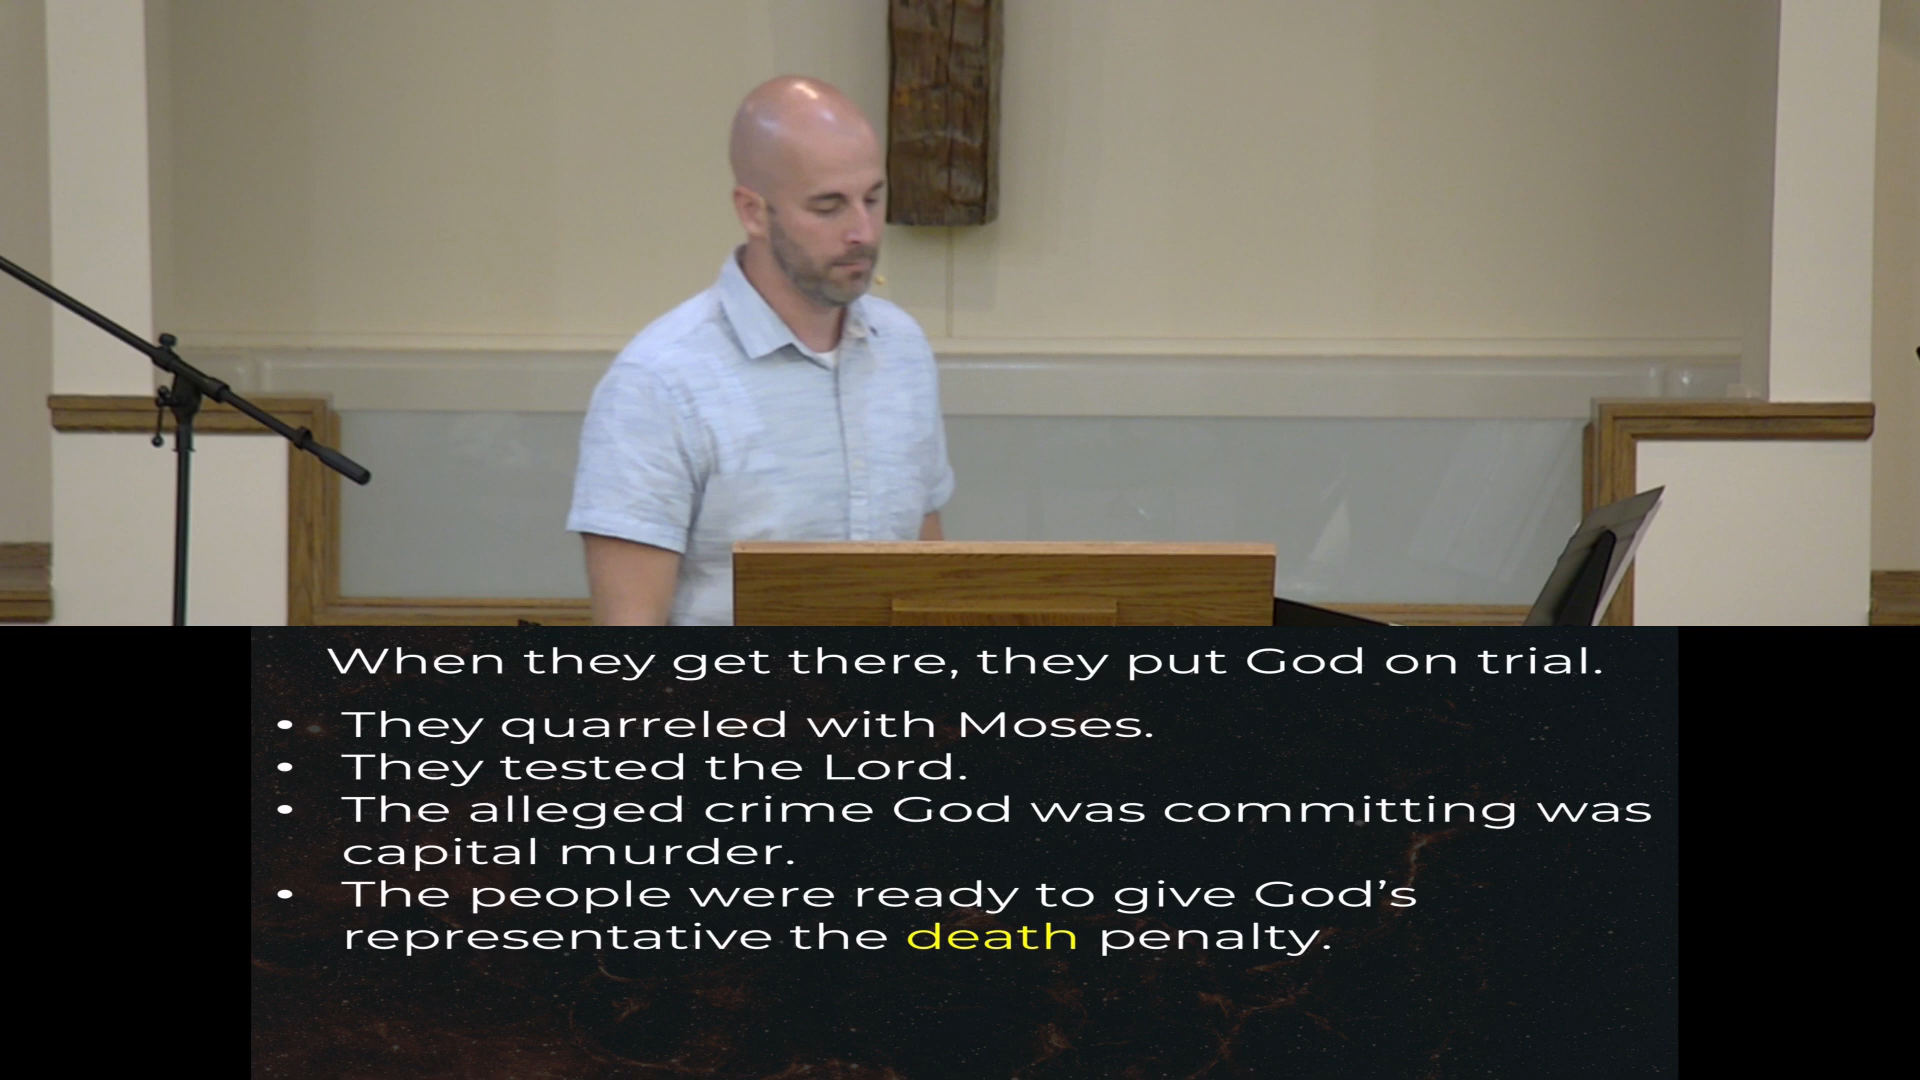 When they get there, they put God on trial.
• They quarreled with Moses.
• They tested the Lord.
• The alleged crime God was committing was
capital murder.
• The people were ready to give God’s
representative the death penalty.